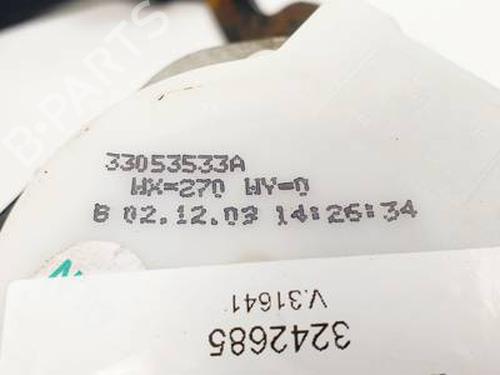 B-PARTS
33053533A
WX=270 WY=0
B 02.12.03 14:26:34
V.31641
3242685